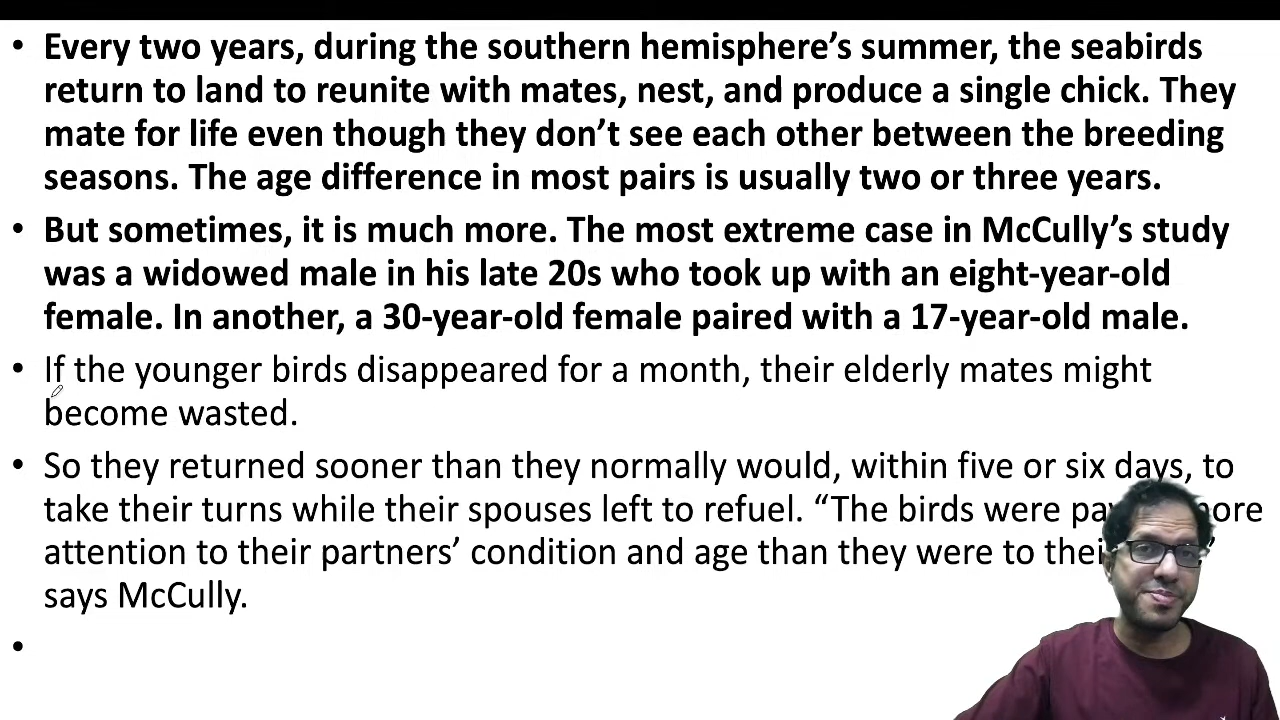 • Every two years, during the southern hemisphere’s summer, the seabirds
return to land to reunite with mates, nest, and produce a single chick. They
mate for life even though they don’t see each other between the breeding
seasons. The age difference in most pairs is usually two or three years.
• But sometimes, it is much more. The most extreme case in McCully’s study
was a widowed male in his late 20s who took up with an eight-year-old
female. In another, a 30-year-old female paired with a 17-year-old male.
• If the younger birds disappeared for a month, their elderly mates might
become wasted.
• So they returned sooner than they normally would, within five or six days, to
take their turns while their spouses left to refuel. “The birds were
attention to their partners’ condition and age than they were to
says McCully.
•